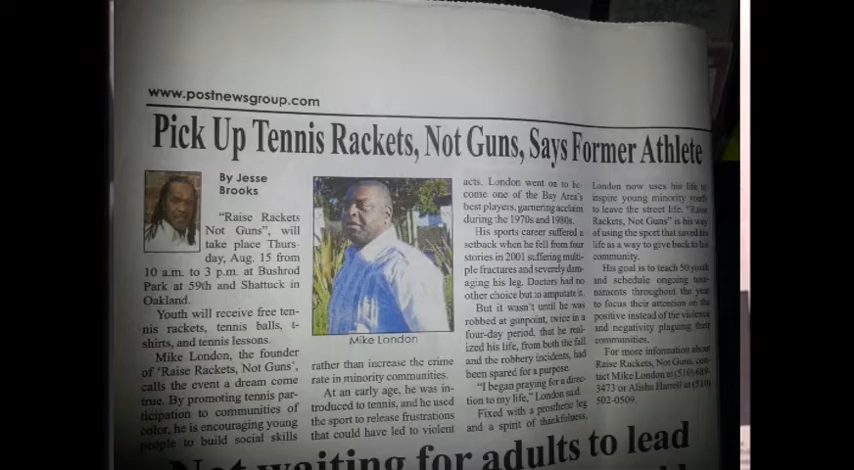 www.postnewsgroup.com
Pick Up Tennis Rackets, Not Guns, Says Former Athlete
By Jesse
Brooks
"Raise Rackets
Not Guns", will
take place Thurs-
day, Aug. 15 from
10 a.m. to 3 p.m. at Bushrod
Park at 59th and Shattuck in
Oakland.
Youth will receive free ten-
nis rackets, tennis balls, t-
shirts, and tennis lessons.
Mike London, the founder
of 'Raise Rackets, Not Guns',
calls the event a dream come
true. By promoting tennis par-
ticipation to communities of
color, he is encouraging young
people to build social skills
Mike London
rather than increase the crime
rate in minority communities.
At an early age, he was in-
troduced to tennis, and he used
the sport to release frustrations
that could have led to violent
acts. London went on to be-
come one of the Bay Area's
best players, garnering acclaim
during the 1970s and 1980s.
His sports career suffered a
setback when he fell from four
stories in 2001 suffering multi-
ple fractures and severely dam-
aging his leg. Doctors had no
other choice but to amputate it.
But it wasn't until he was
robbed at gunpoint, twice in a
four-day period, that he real-
ized his life, from both the fall
and the robbery incidents, had
been spared for a purpose.
"I began praying for a direc-
tion to my life," London said.
Fixed with a prosthetic leg
and a spirit of thankfulness,
London now uses his life to
inspire young minority youth
to leave the street life. "Raise
Rackets, Not Guns" is his way
of using the sport that saved his
life as a way to give back to his
community.
His goal is to teach 50 youth
and schedule ongoing tour-
naments throughout the year
to focus their attention on the
positive instead of the violence
and negativity plaguing their
communities.
For more information about
Raise Rackets, Not Guns, con-
tact Mike London at (510) 689-
3473 or Alisha Harrell at (510)
502-0509.
Not waiting for adults to lead